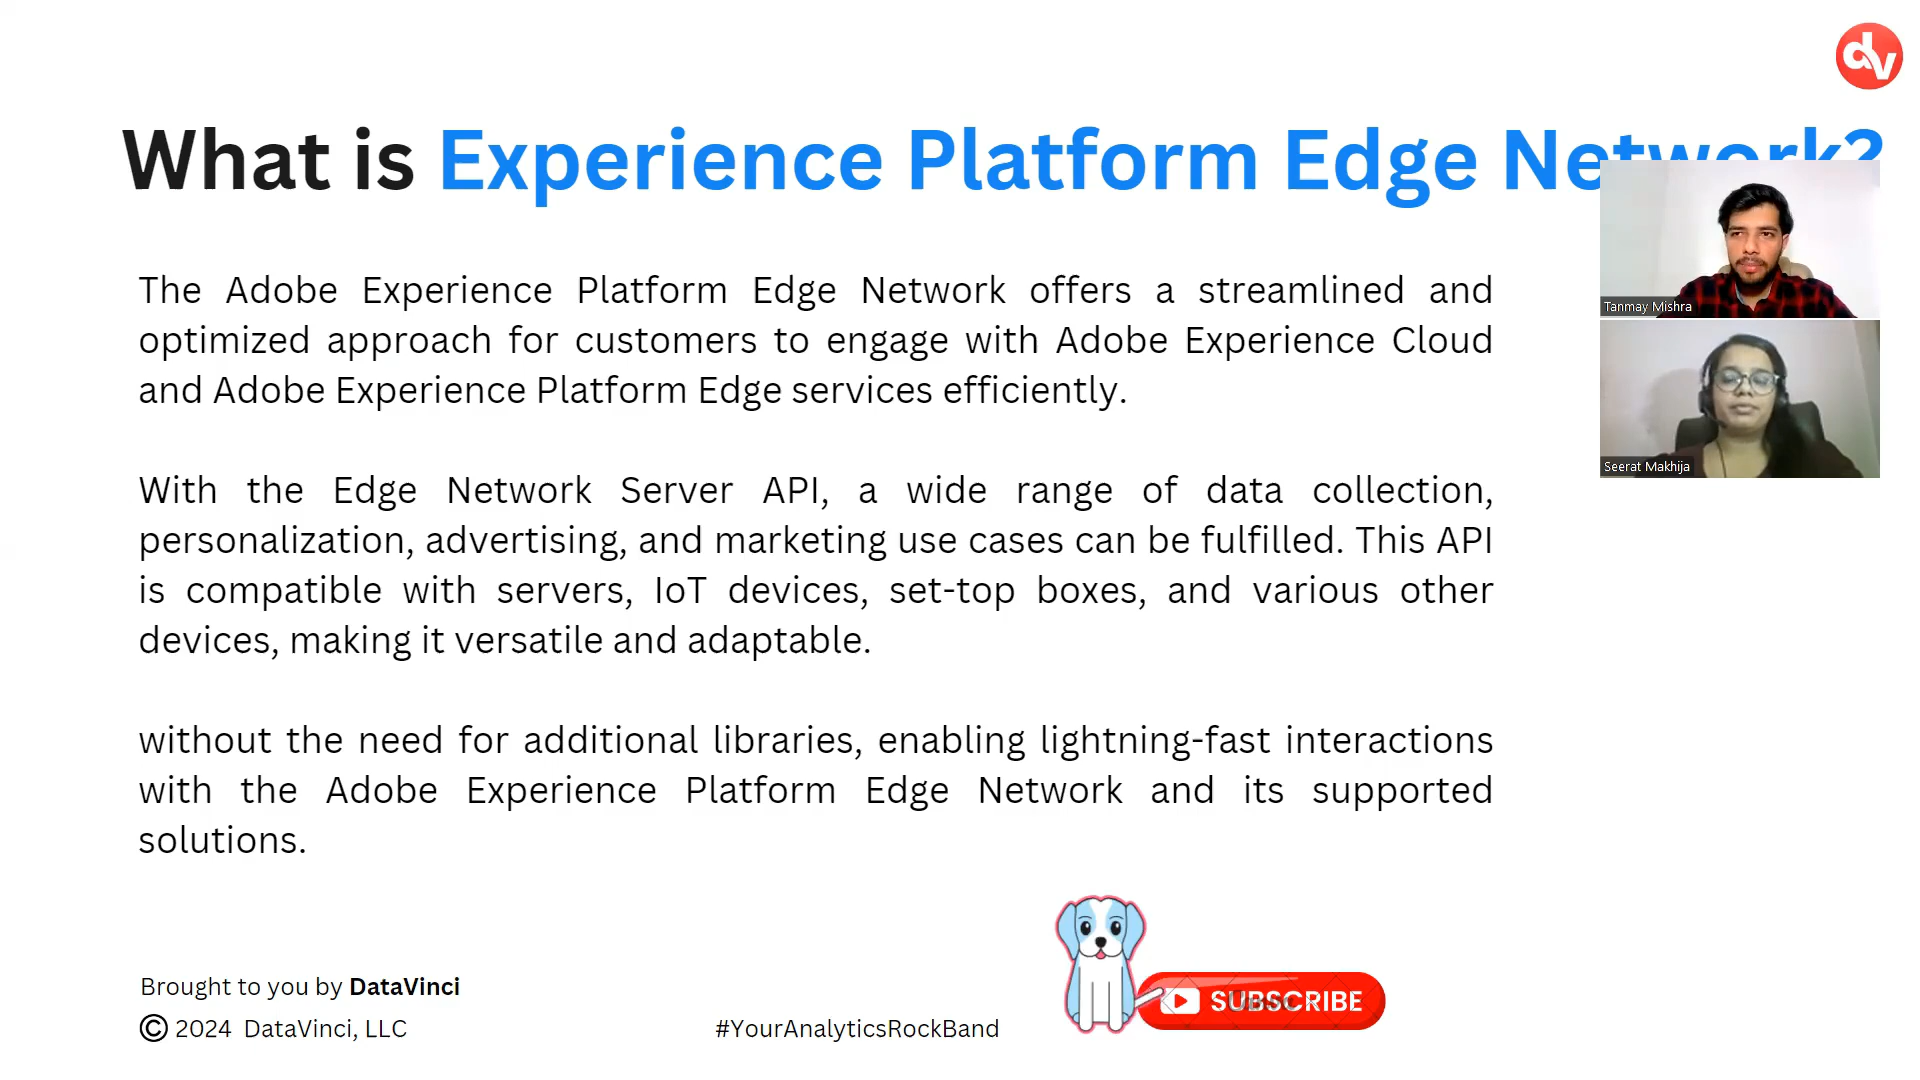 dv
What is Experience Platform Edge Network?
The Adobe Experience Platform Edge Network offers a streamlined and
optimized approach for customers to engage with Adobe Experience Cloud
and Adobe Experience Platform Edge services efficiently.
With the Edge Network Server API, a wide range of data collection,
personalization, advertising, and marketing use cases can be fulfilled. This API
is compatible with servers, IoT devices, set-top boxes, and various other
devices, making it versatile and adaptable.
without the need for additional libraries, enabling lightning-fast interactions
with the Adobe Experience Platform Edge Network and its supported
solutions.
Tanmay Mishra
Seerat Makhija
Brought to you by DataVinci
© 2024 DataVinci, LLC
#YourAnalyticsRockBand
SUBSCRIBE